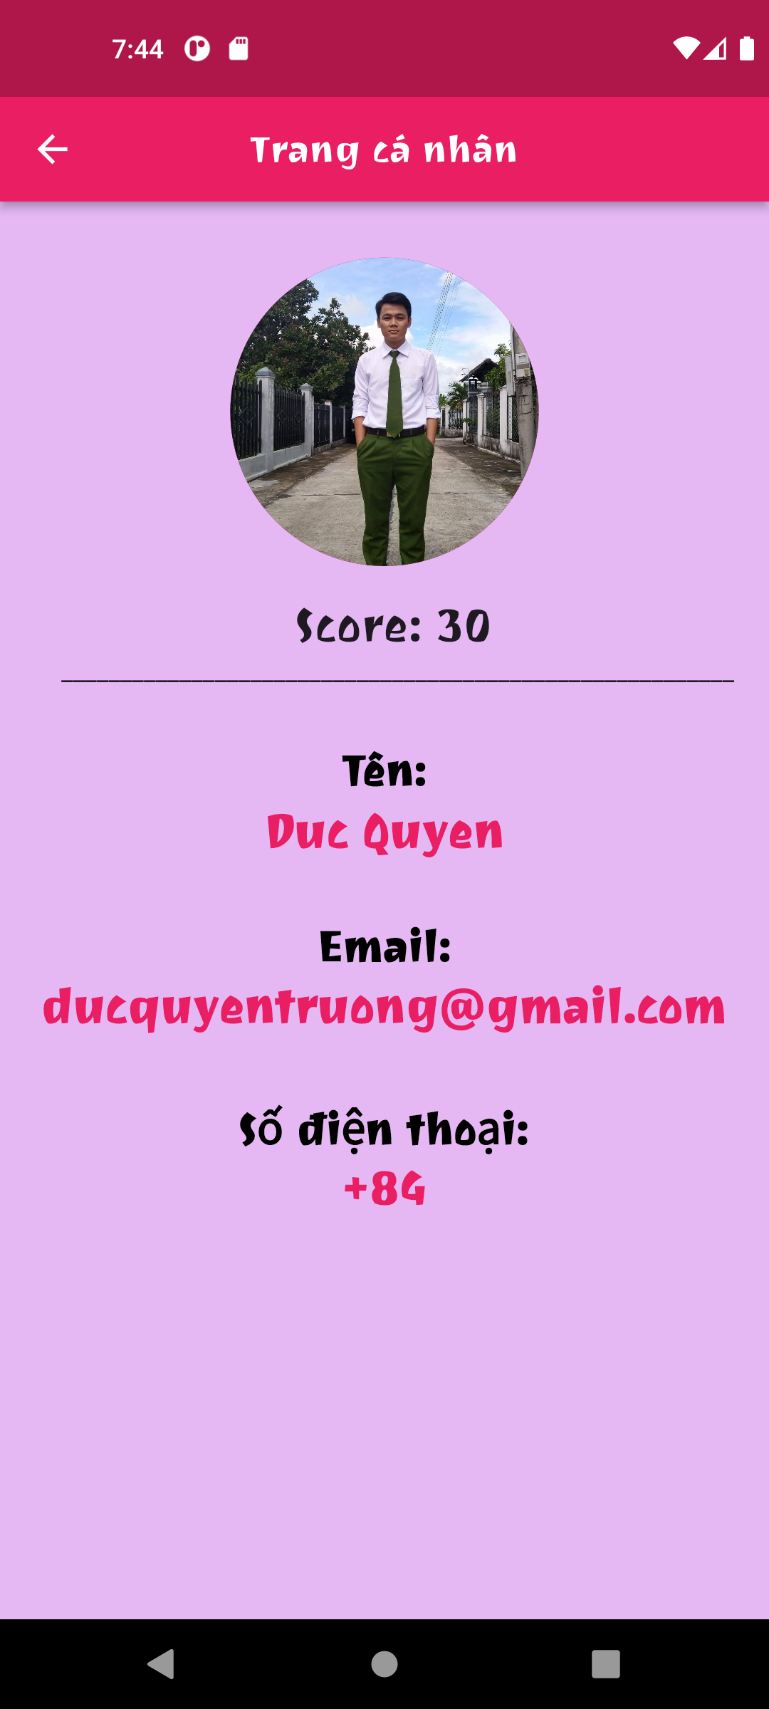 7:44
Trang cá nhân
Score: 30
Tên:
Duc Quyen
Email:
ducquyentruong@gmail.com
Số điện thoại:
+84